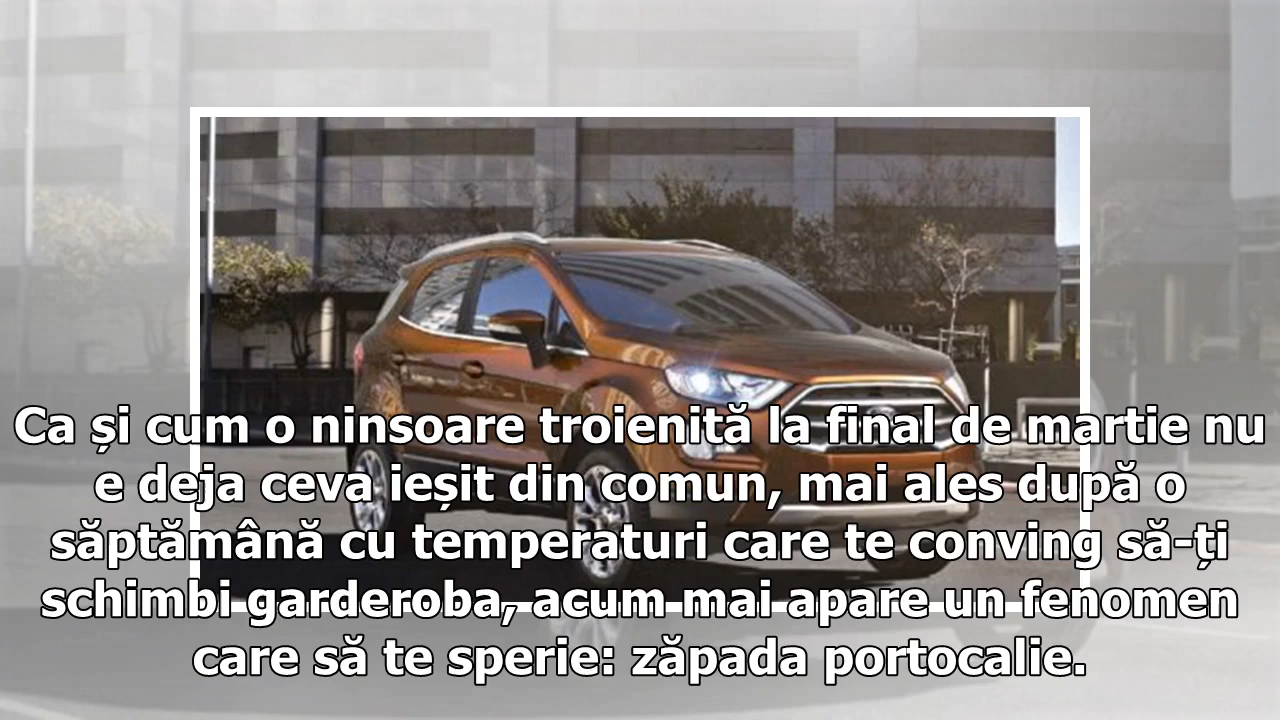 Ca și cum o ninsoare troienită la final de martie nu
e deja ceva ieșit din comun, mai ales după o
săptămână cu temperaturi care te conving să-ți
schimbi garderoba, acum mai apare un fenomen
care să te sperie: zăpada portocalie.